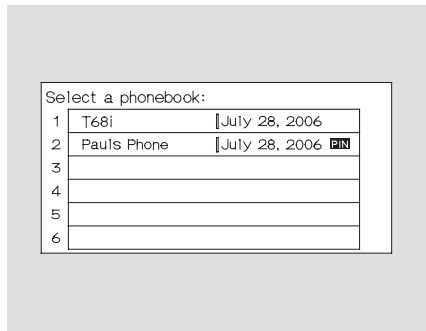 Select a phonebook:
1 T68i July 28, 2006
2 Pauls Phone July 28, 2006 PIN
3
4
5
6